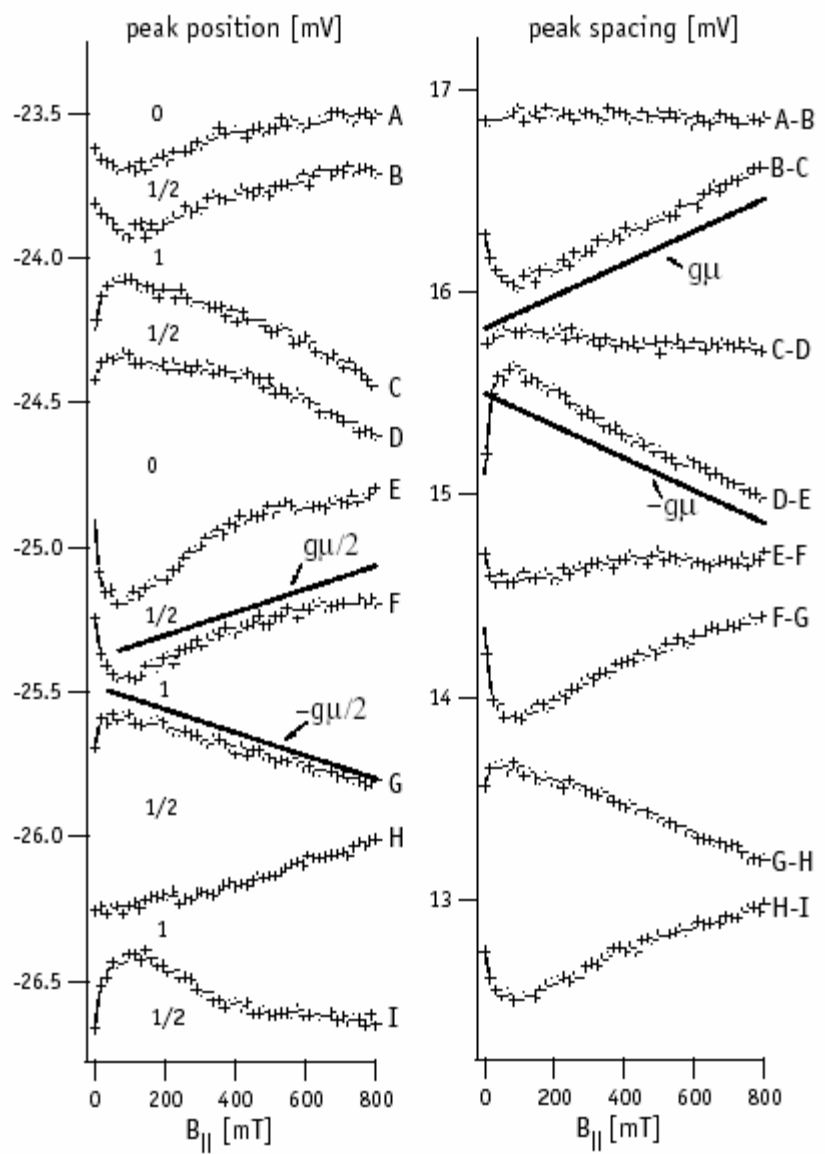 peak position [mV]
-23.5
-24.0
-24.5
-25.0
-25.5
-26.0
-26.5
0
1/2
1
1/2
0
1/2
1
1/2
1
1/2
A
B
C
D
E
F
G
H
I
gμ/2
-gμ/2
0
200
400
600
800
B|| [mT]
peak spacing [mV]
17
16
15
14
13
A-B
B-C
gμ
C-D
D-E
-gμ
E-F
F-G
G-H
H-I
0
200
400
600
800
B|| [mT]